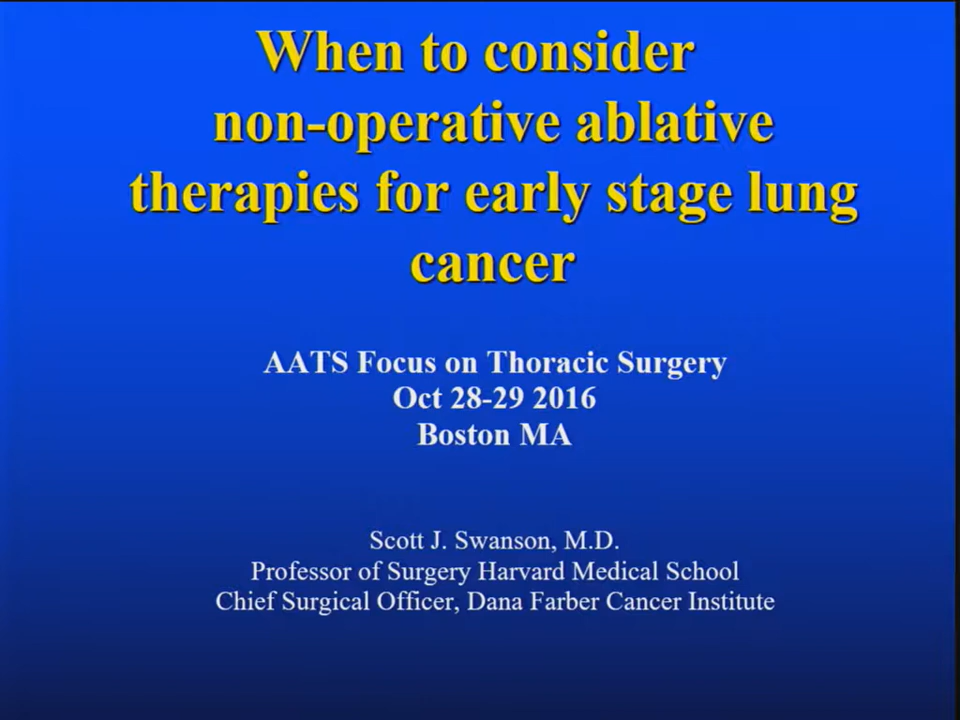 When to consider
non-operative ablative
therapies for early stage lung
cancer
AATS Focus on Thoracic Surgery
Oct 28-29 2016
Boston MA
Scott J. Swanson, M.D.
Professor of Surgery Harvard Medical School
Chief Surgical Officer, Dana Farber Cancer Institute